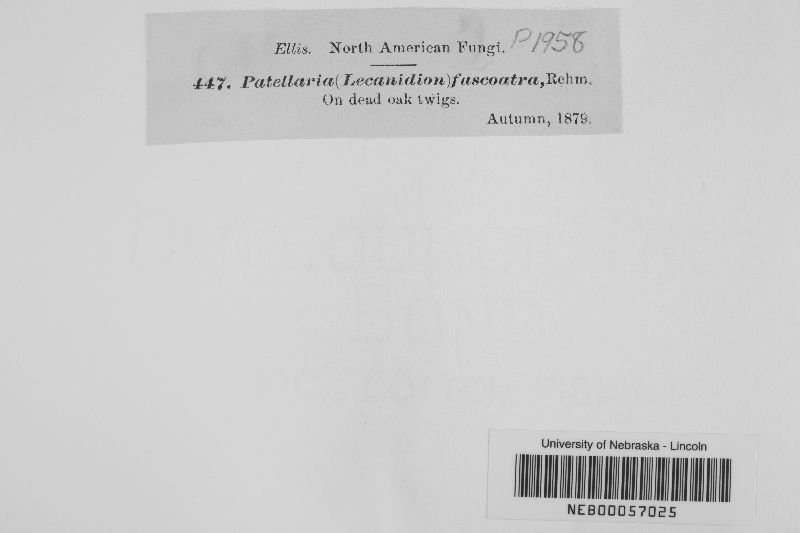 Ellis. North American Fungi. P1958
447. Patellaria (Lecanidion) fuscoatra, Rehm.
On dead oak twigs.
Autumn, 1879.
University of Nebraska - Lincoln
NEB00057025